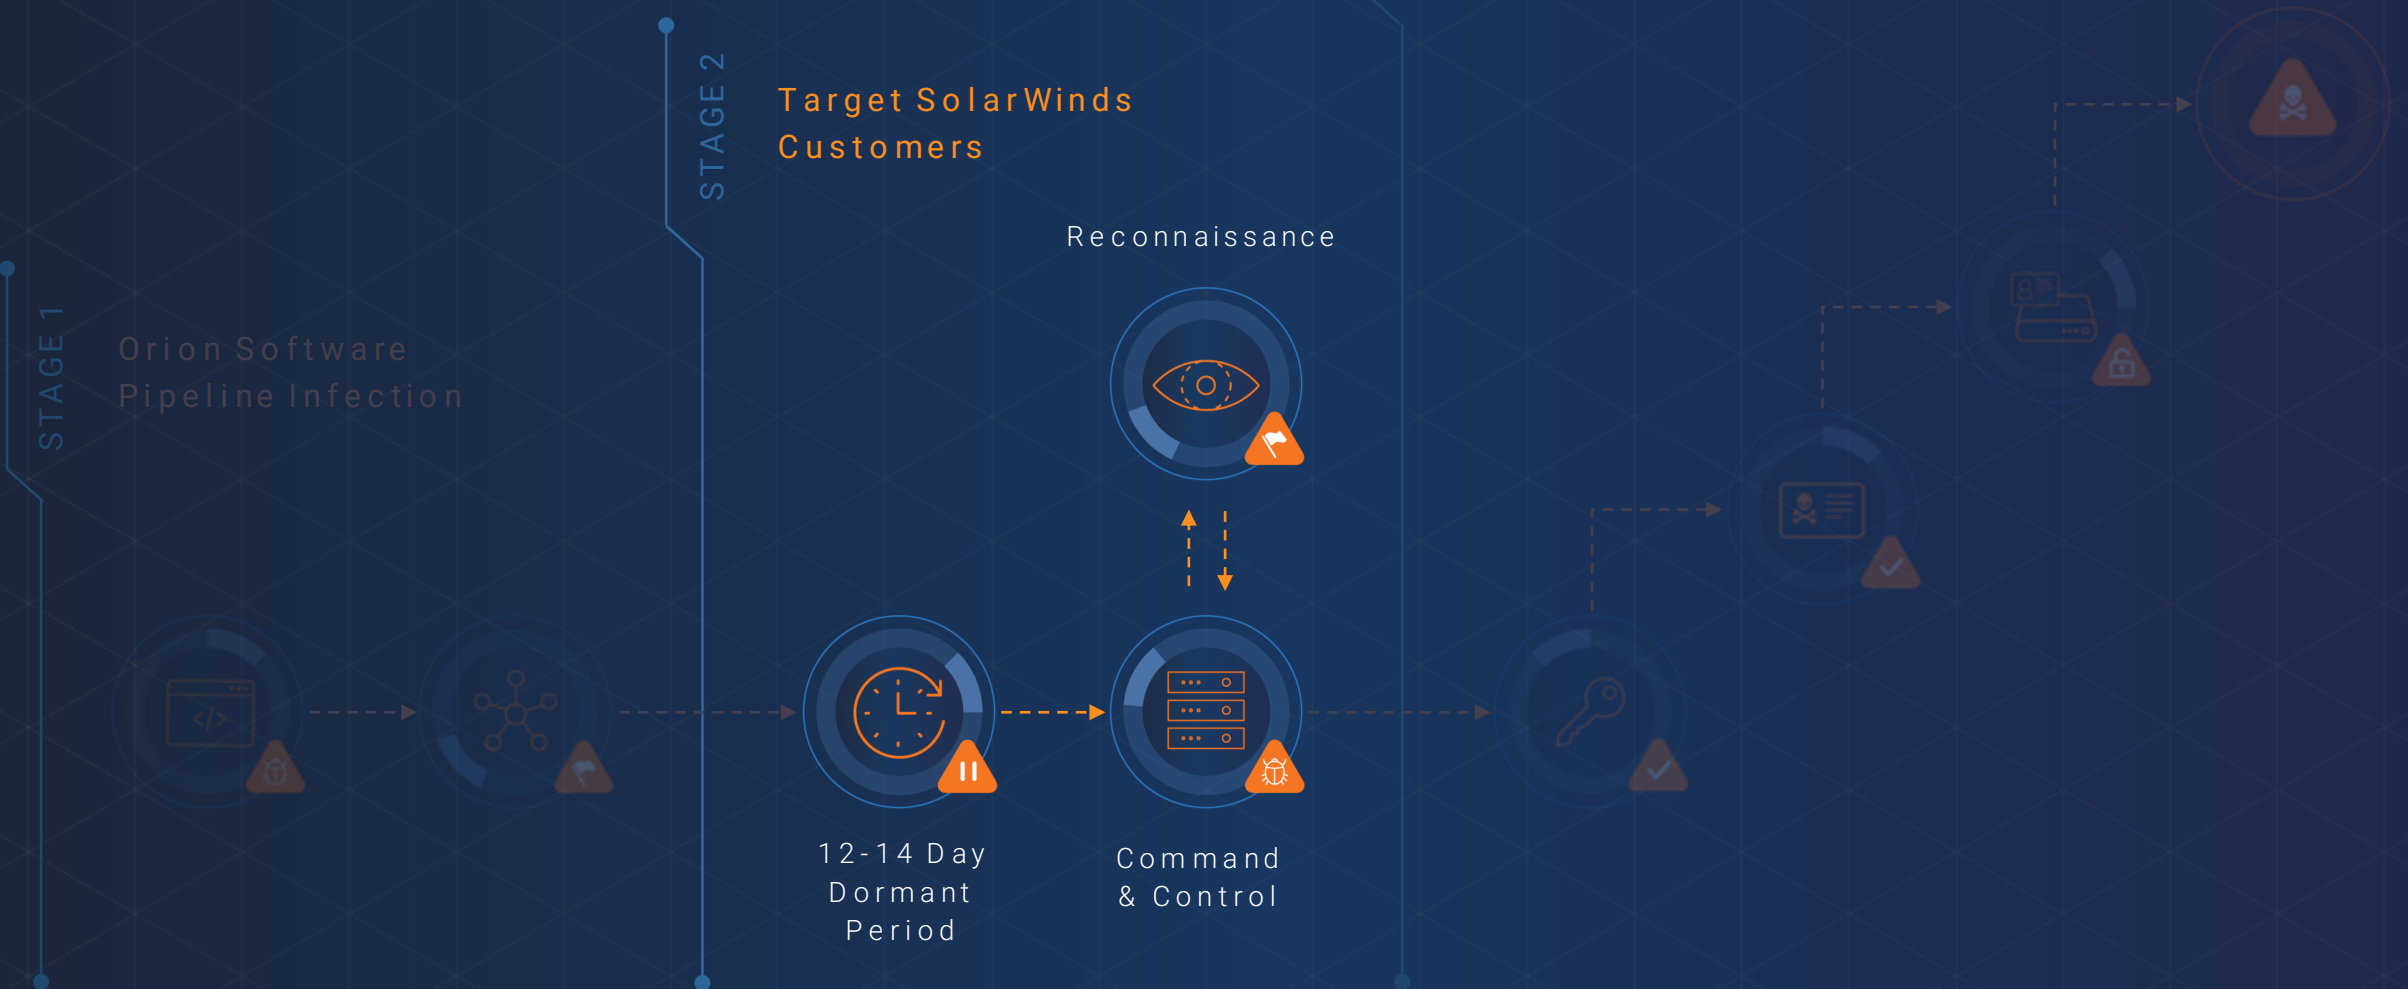 STAGE 1
Orion Software
Pipeline Infection
STAGE 2
Target SolarWinds
Customers
Reconnaissance
12-14 Day
Dormant
Period
Command
& Control